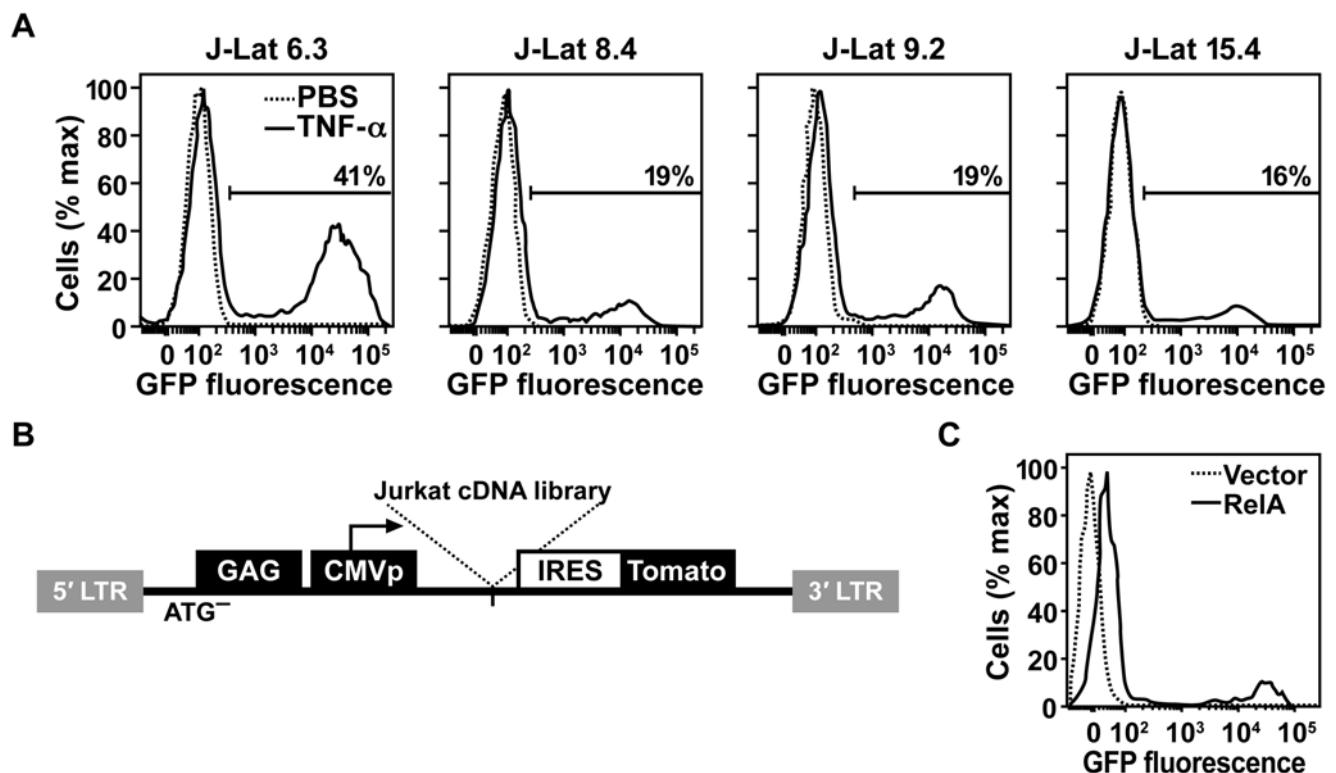 A
J-Lat 6.3
J-Lat 8.4
J-Lat 9.2
J-Lat 15.4
Cells (% max)
100
80
60
40
20
0
PBS
TNF-α
41%
19%
19%
16%
0 10² 10³ 10⁴ 10⁵
0 10² 10³ 10⁴ 10⁵
0 10² 10³ 10⁴ 10⁵
0 10² 10³ 10⁴ 10⁵
GFP fluorescence
GFP fluorescence
GFP fluorescence
GFP fluorescence
B
Jurkat cDNA library
5′ LTR
GAG
CMVp
IRES
Tomato
3′ LTR
ATG⁻
C
Cells (% max)
100
80
60
40
20
0
Vector
RelA
0 10² 10³ 10⁴ 10⁵
GFP fluorescence